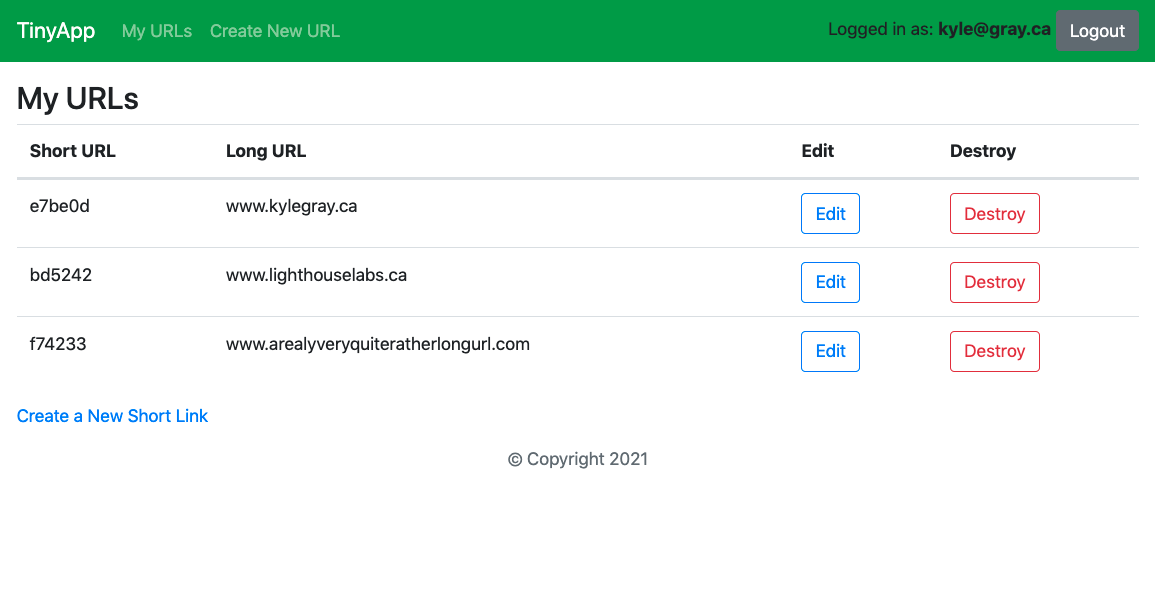 TinyApp My URLs Create New URL Logged in as: kyle@gray.ca Logout
My URLs
Short URL Long URL Edit Destroy
e7be0d www.kylegray.ca Edit Destroy
bd5242 www.lighthouselabs.ca Edit Destroy
f74233 www.arealyveryquiteratherlongurl.com Edit Destroy
Create a New Short Link
© Copyright 2021